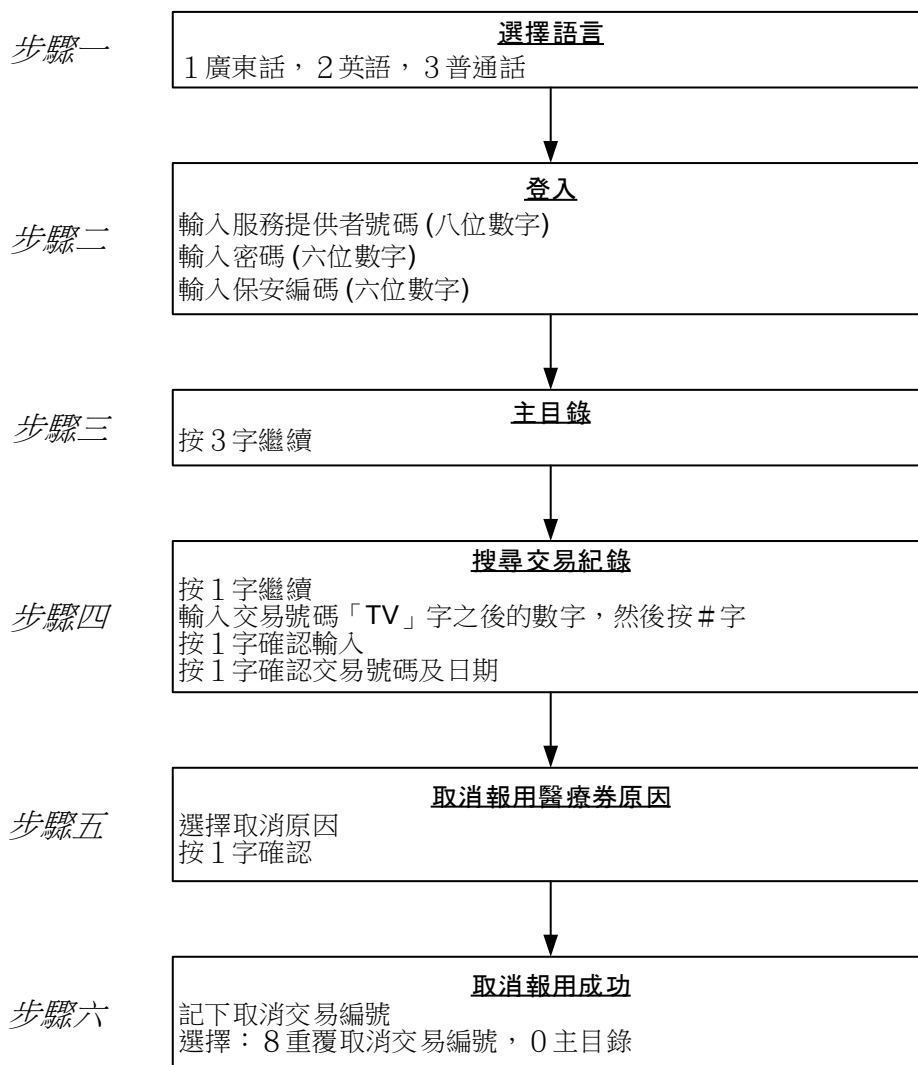 步驟一
選擇語言
１廣東話，２英語，３普通話
步驟二
登入
輸入服務提供者號碼 (八位數字)
輸入密碼 (六位數字)
輸入保安編碼 (六位數字)
步驟三
主目錄
按３字繼續
步驟四
搜尋交易紀錄
按１字繼續
輸入交易號碼「TV」字之後的數字，然後按＃字
按１字確認輸入
按１字確認交易號碼及日期
步驟五
取消報用醫療券原因
選擇取消原因
按１字確認
步驟六
取消報用成功
記下取消交易編號
選擇：８重覆取消交易編號，０主目錄